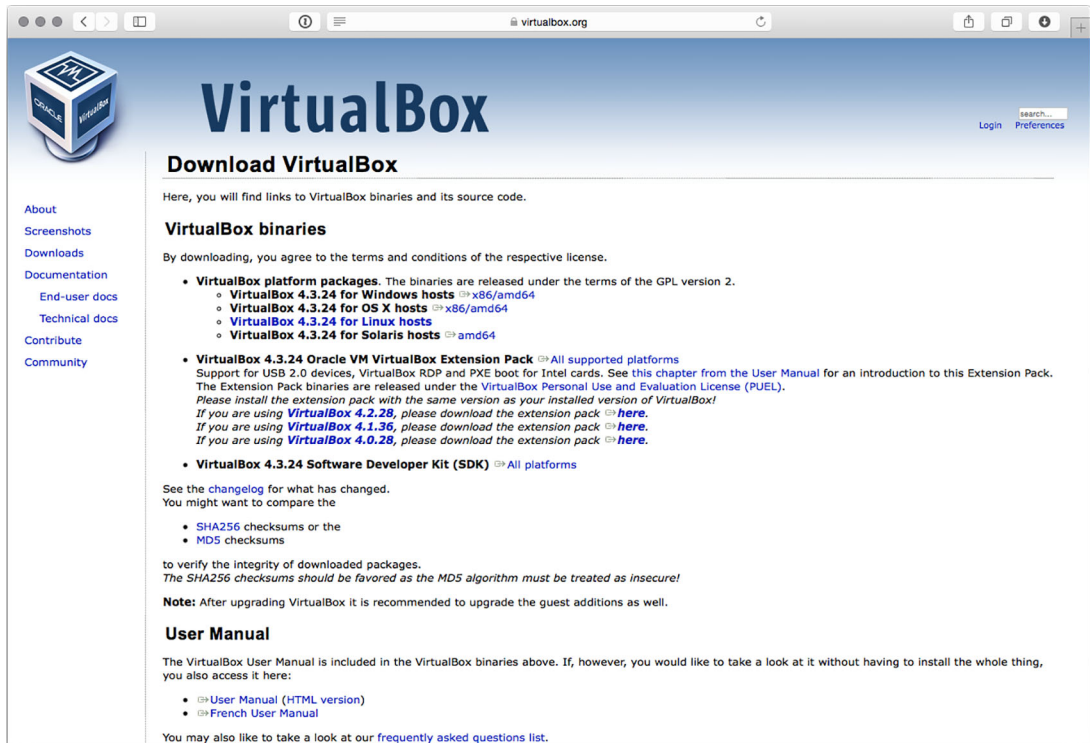 virtualbox.org
ORACLE
VirtualBox
VirtualBox
search...
Login Preferences
Download VirtualBox
Here, you will find links to VirtualBox binaries and its source code.
About
Screenshots
Downloads
Documentation
End-user docs
Technical docs
Contribute
Community
VirtualBox binaries
By downloading, you agree to the terms and conditions of the respective license.
• VirtualBox platform packages. The binaries are released under the terms of the GPL version 2.
◦ VirtualBox 4.3.24 for Windows hosts x86/amd64
◦ VirtualBox 4.3.24 for OS X hosts x86/amd64
◦ VirtualBox 4.3.24 for Linux hosts
◦ VirtualBox 4.3.24 for Solaris hosts amd64
• VirtualBox 4.3.24 Oracle VM VirtualBox Extension Pack All supported platforms
Support for USB 2.0 devices, VirtualBox RDP and PXE boot for Intel cards. See this chapter from the User Manual for an introduction to this Extension Pack.
The Extension Pack binaries are released under the VirtualBox Personal Use and Evaluation License (PUEL).
Please install the extension pack with the same version as your installed version of VirtualBox!
If you are using VirtualBox 4.2.28, please download the extension pack here.
If you are using VirtualBox 4.1.36, please download the extension pack here.
If you are using VirtualBox 4.0.28, please download the extension pack here.
• VirtualBox 4.3.24 Software Developer Kit (SDK) All platforms
See the changelog for what has changed.
You might want to compare the
• SHA256 checksums or the
• MD5 checksums
to verify the integrity of downloaded packages.
The SHA256 checksums should be favored as the MD5 algorithm must be treated as insecure!
Note: After upgrading VirtualBox it is recommended to upgrade the guest additions as well.
User Manual
The VirtualBox User Manual is included in the VirtualBox binaries above. If, however, you would like to take a look at it without having to install the whole thing,
you also access it here:
• User Manual (HTML version)
• French User Manual
You may also like to take a look at our frequently asked questions list.